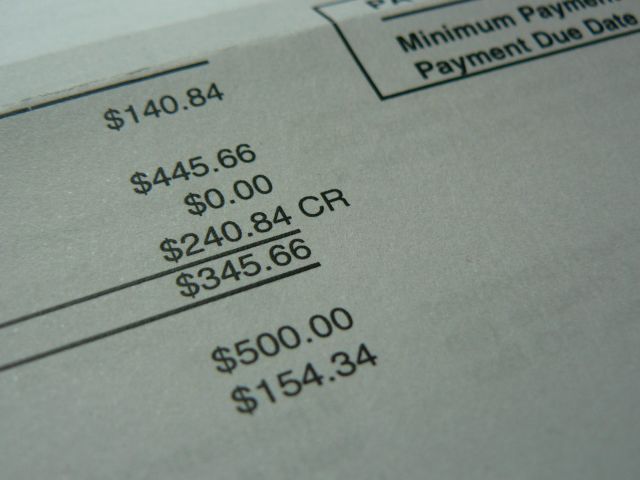 Minimum Payment
Payment Due Date
$140.84
$445.66
$0.00
$240.84 CR
$345.66
$500.00
$154.34